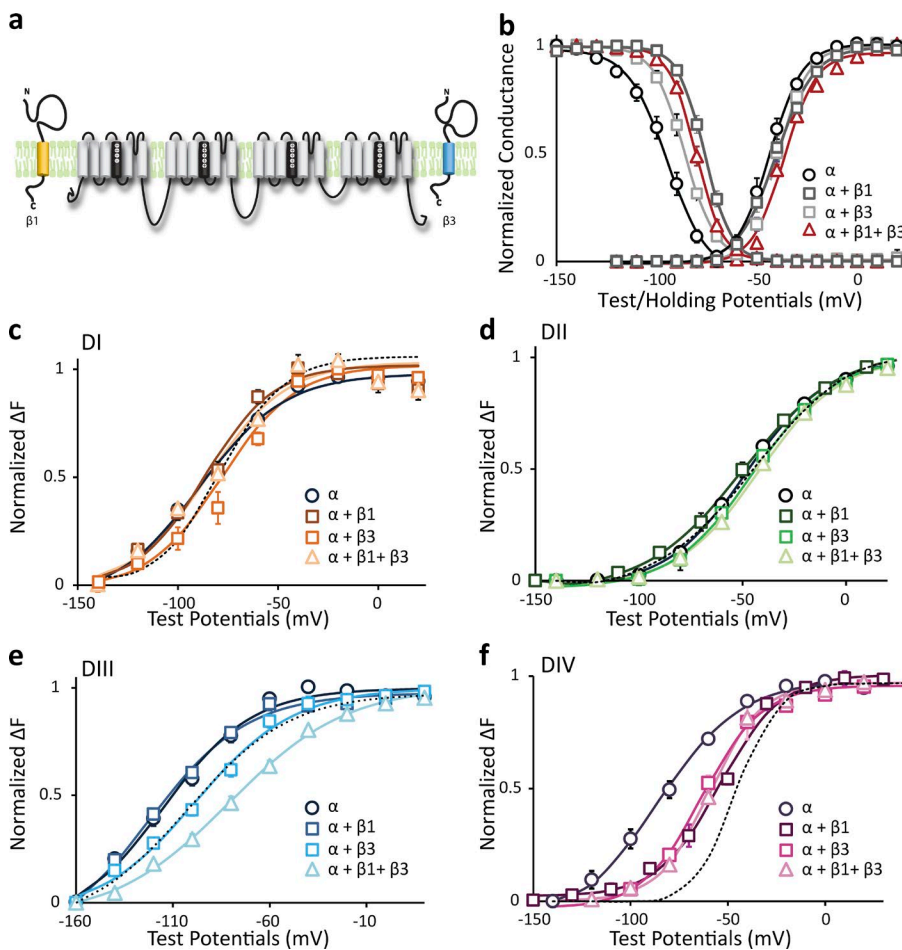 a
N
C
β1
N
C
β3
b
Normalized Conductance
1
0.5
0
-150
-100
-50
0
Test/Holding Potentials (mV)
α
α + β1
α + β3
α + β1+ β3
c
DI
Normalized ΔF
1
0.5
0
-150
-100
-50
0
Test Potentials (mV)
α
α + β1
α + β3
α + β1+ β3
d
DII
Normalized ΔF
1
0.5
0
-150
-100
-50
0
Test Potentials (mV)
α
α + β1
α + β3
α + β1+ β3
e
DIII
Normalized ΔF
1
0.5
0
-160
-110
-60
-10
Test Potentials (mV)
α
α + β1
α + β3
α + β1+ β3
f
DIV
Normalized ΔF
1
0.5
0
-150
-100
-50
0
Test Potentials (mV)
α
α + β1
α + β3
α + β1+ β3